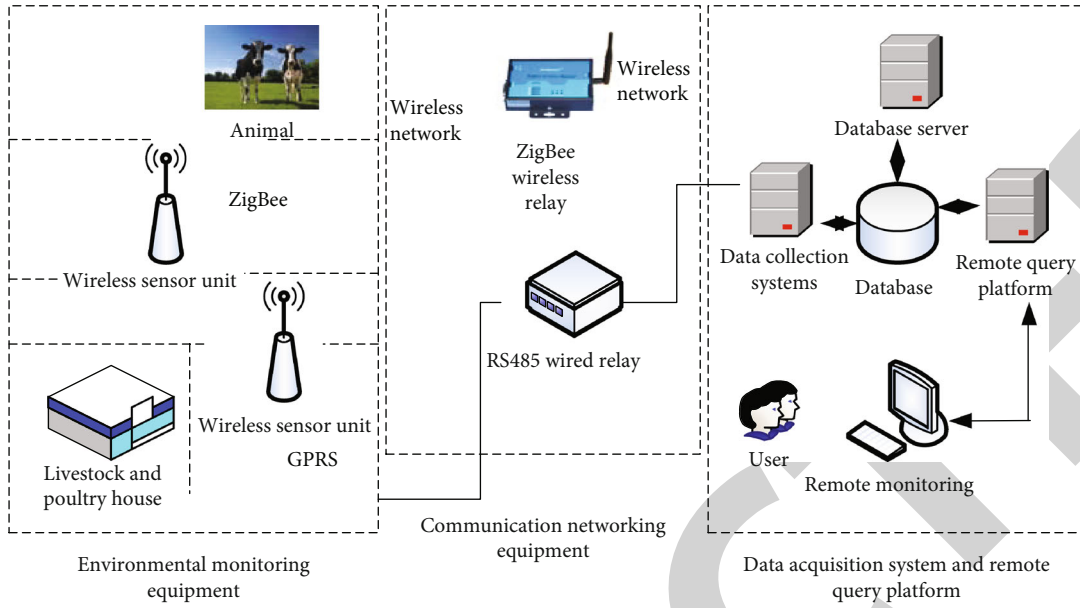 Animal
ZigBee
Wireless sensor unit
Wireless sensor unit
GPRS
Livestock and
poultry house
Environmental monitoring
equipment
Wireless
network
Wireless
network
ZigBee
wireless
relay
RS485 wired relay
Communication networking
equipment
Database server
Data collection
systems
Database
Remote query
platform
User
Remote monitoring
Data acquisition system and remote
query platform